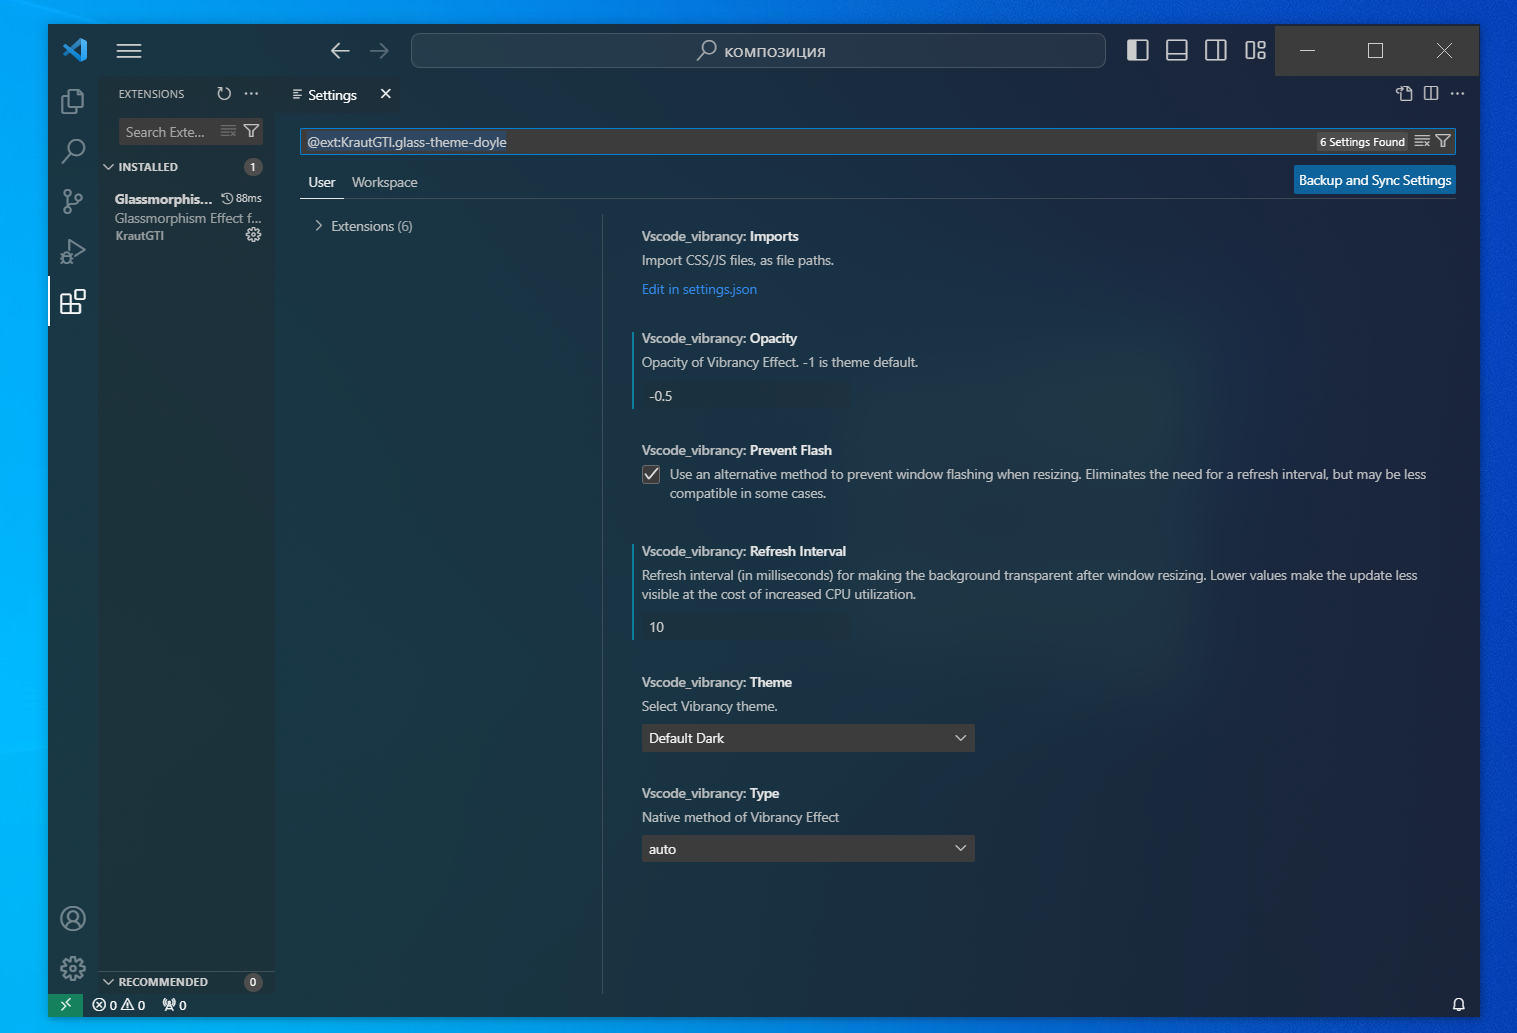 композиция
EXTENSIONS
Search Exte...
INSTALLED
1
Glassmorphis...
88ms
Glassmorphism Effect f...
KrautGTI
RECOMMENDED
0
Settings
@ext:KrautGTI.glass-theme-doyle
6 Settings Found
User
Workspace
Backup and Sync Settings
Extensions (6)
Vscode_vibrancy: Imports
Import CSS/JS files, as file paths.
Edit in settings.json
Vscode_vibrancy: Opacity
Opacity of Vibrancy Effect. -1 is theme default.
-0.5
Vscode_vibrancy: Prevent Flash
Use an alternative method to prevent window flashing when resizing. Eliminates the need for a refresh interval, but may be less
compatible in some cases.
Vscode_vibrancy: Refresh Interval
Refresh interval (in milliseconds) for making the background transparent after window resizing. Lower values make the update less
visible at the cost of increased CPU utilization.
10
Vscode_vibrancy: Theme
Select Vibrancy theme.
Default Dark
Vscode_vibrancy: Type
Native method of Vibrancy Effect
auto
0 0 0